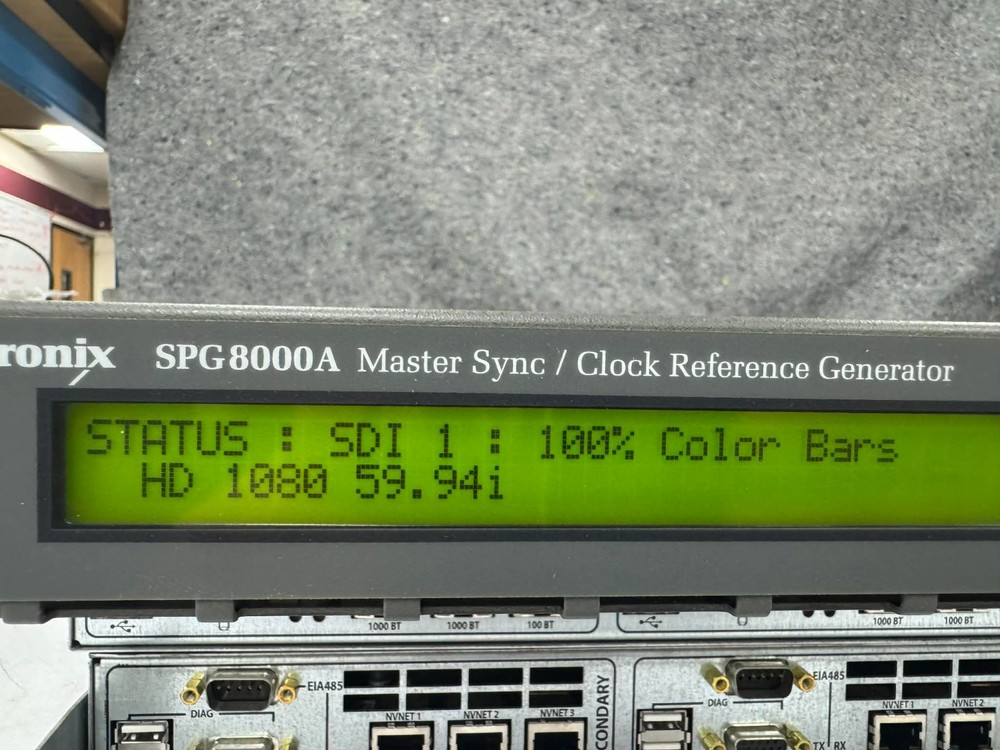 ronix SPG8000A Master Sync / Clock Reference Generator
STATUS : SDI 1 : 100% Color Bars
HD 1080 59.94i
1000 BT 1000 BT 100 BT 1000 BT 1000 BT
EIA485 EIA485
DIAG DIAG
NVNET 1 NVNET 2 NVNET 3 NVNET 1 NVNET 2
CONDARY
TX RX